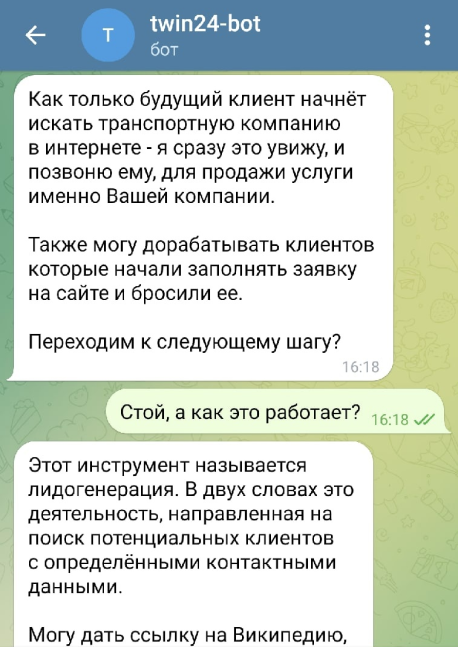 twin24-bot
Т
бот
Как только будущий клиент начнёт
искать транспортную компанию
в интернете - я сразу это увижу, и
позвоню ему, для продажи услуги
именно Вашей компании.
Также могу дорабатывать клиентов
которые начали заполнять заявку
на сайте и бросили ее.
Переходим к следующему шагу?
16:18
Стой, а как это работает?
16:18
Этот инструмент называется
лидогенерация. В двух словах это
деятельность, направленная на
поиск потенциальных клиентов
с определёнными контактными
данными.
Могу дать ссылку на Википедию,